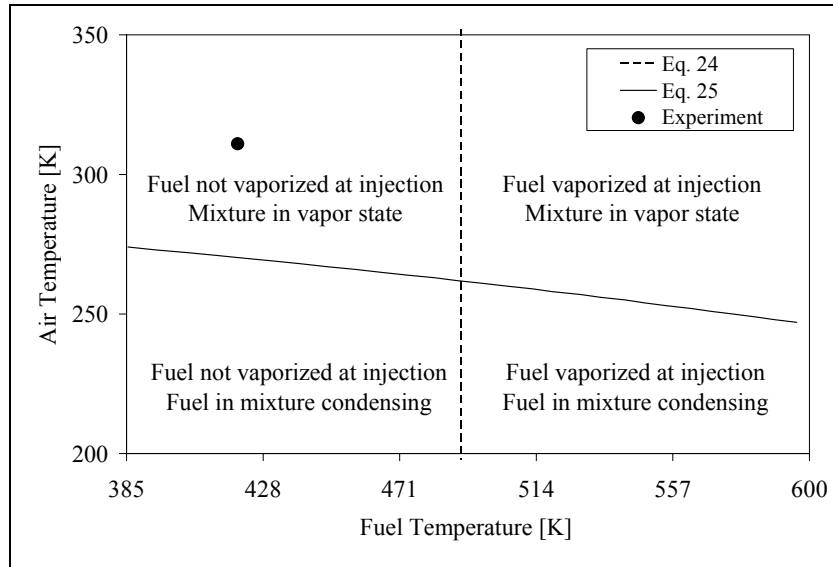 350
300
250
200
Air Temperature [K]
Eq. 24
Eq. 25
Experiment
Fuel not vaporized at injection
Mixture in vapor state
Fuel vaporized at injection
Mixture in vapor state
Fuel not vaporized at injection
Fuel in mixture condensing
Fuel vaporized at injection
Fuel in mixture condensing
385 428 471 514 557 600
Fuel Temperature [K]